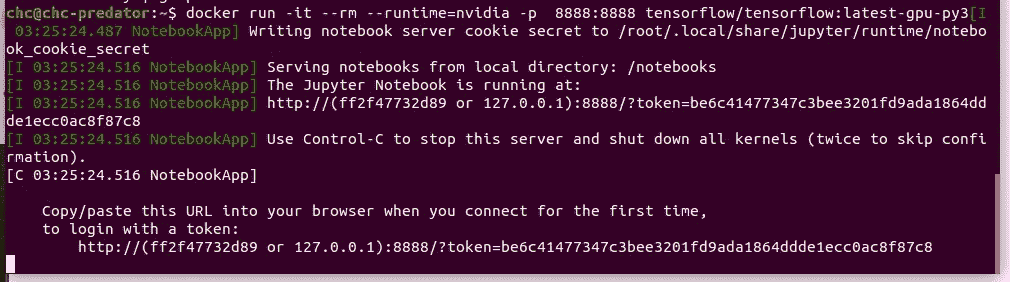 chc@chc-predator:~$ docker run -it --rm --runtime=nvidia -p  8888:8888 tensorflow/tensorflow:latest-gpu-py3[I
 03:25:24.487 NotebookApp] Writing notebook server cookie secret to /root/.local/share/jupyter/runtime/notebo
ok_cookie_secret
[I 03:25:24.516 NotebookApp] Serving notebooks from local directory: /notebooks
[I 03:25:24.516 NotebookApp] The Jupyter Notebook is running at:
[I 03:25:24.516 NotebookApp] http://(ff2f47732d89 or 127.0.0.1):8888/?token=be6c41477347c3bee3201fd9ada1864dd
de1ecc0ac8f87c8
[I 03:25:24.516 NotebookApp] Use Control-C to stop this server and shut down all kernels (twice to skip confi
rmation).
[C 03:25:24.516 NotebookApp]
    Copy/paste this URL into your browser when you connect for the first time,
    to login with a token:
        http://(ff2f47732d89 or 127.0.0.1):8888/?token=be6c41477347c3bee3201fd9ada1864ddde1ecc0ac8f87c8